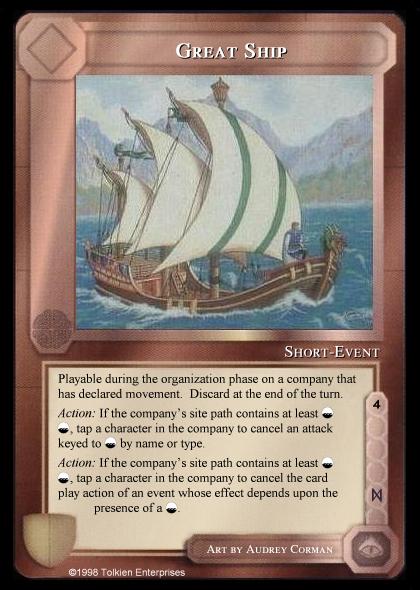 Great Ship
Short-Event
Playable during the organization phase on a company that
has declared movement. Discard at the end of the turn.
Action: If the company's site path contains at least
, tap a character in the company to cancel an attack
keyed to by name or type.
Action: If the company's site path contains at least
, tap a character in the company to cancel the card
play action of an event whose effect depends upon the
presence of a .
4
Art by Audrey Corman
©1998 Tolkien Enterprises